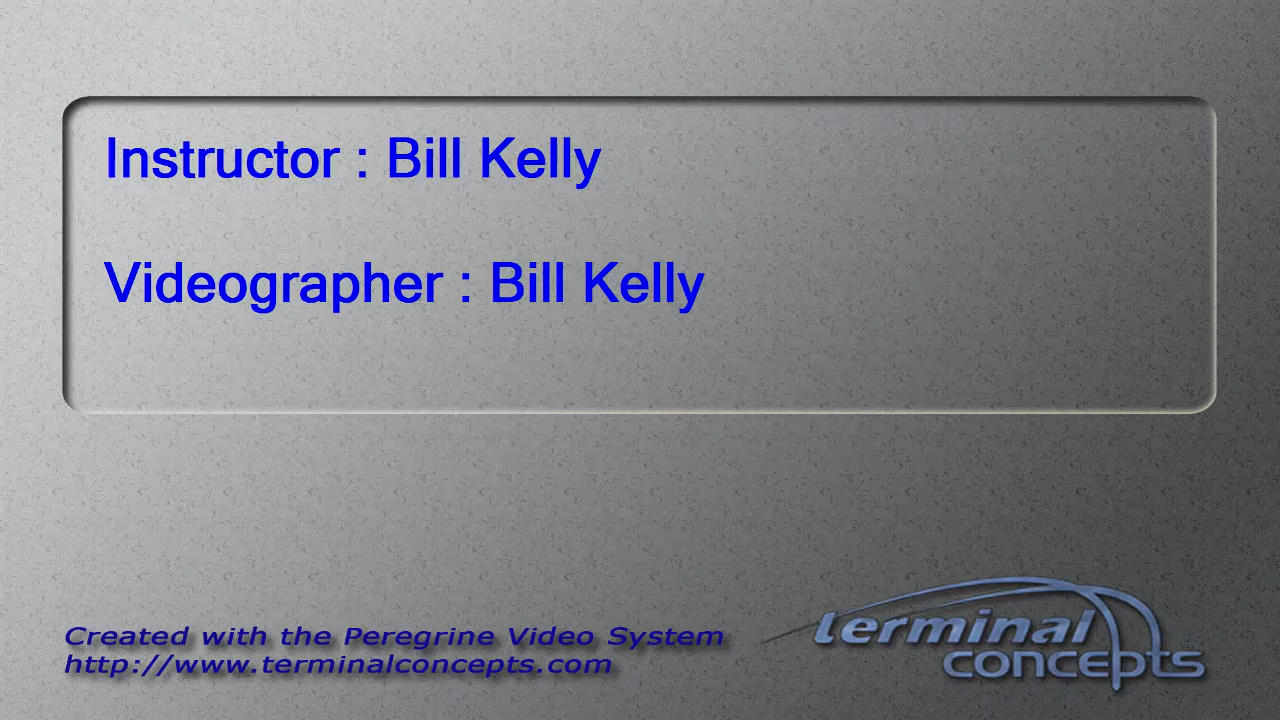 Instructor : Bill Kelly
Videographer : Bill Kelly
Created with the Peregrine Video System
http://www.terminalconcepts.com
terminal
concepts